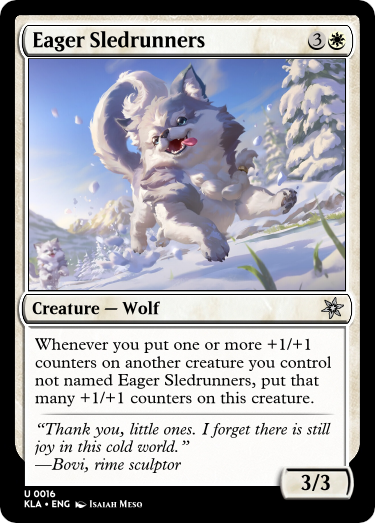 Eager Sledrunners 3
Creature — Wolf
Whenever you put one or more +1/+1
counters on another creature you control
not named Eager Sledrunners, put that
many +1/+1 counters on this creature.
“Thank you, little ones. I forget there is still
joy in this cold world.”
—Bovi, rime sculptor
3/3
U 0016
KLA • ENG Isaiah Meso